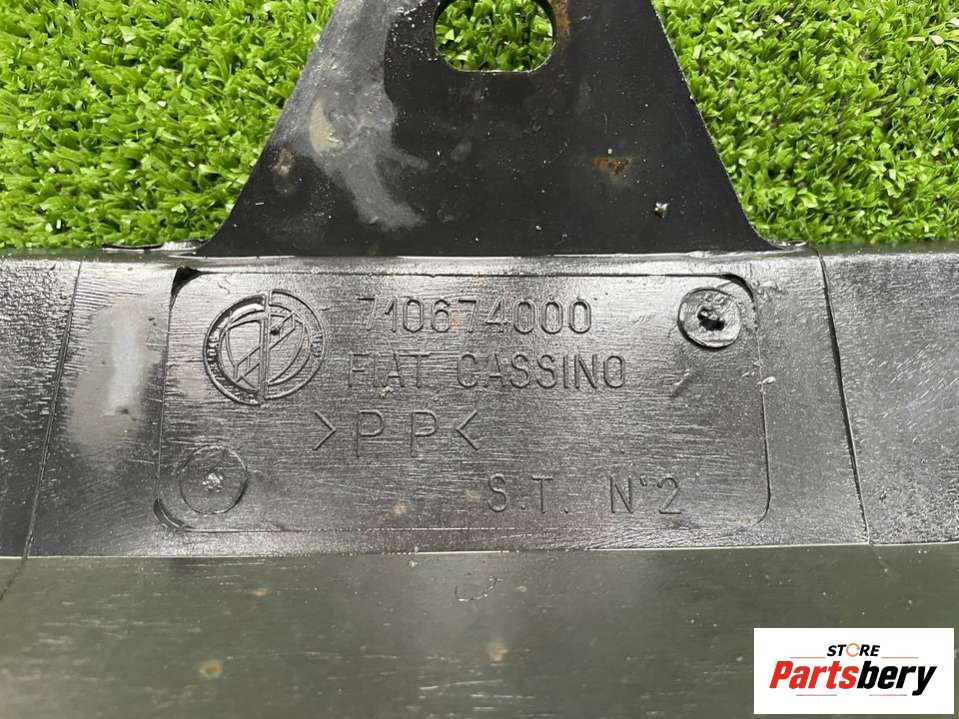 710674000
FIAT CASSINO
>PP<
S.T. N°2
STORE
Partsbery